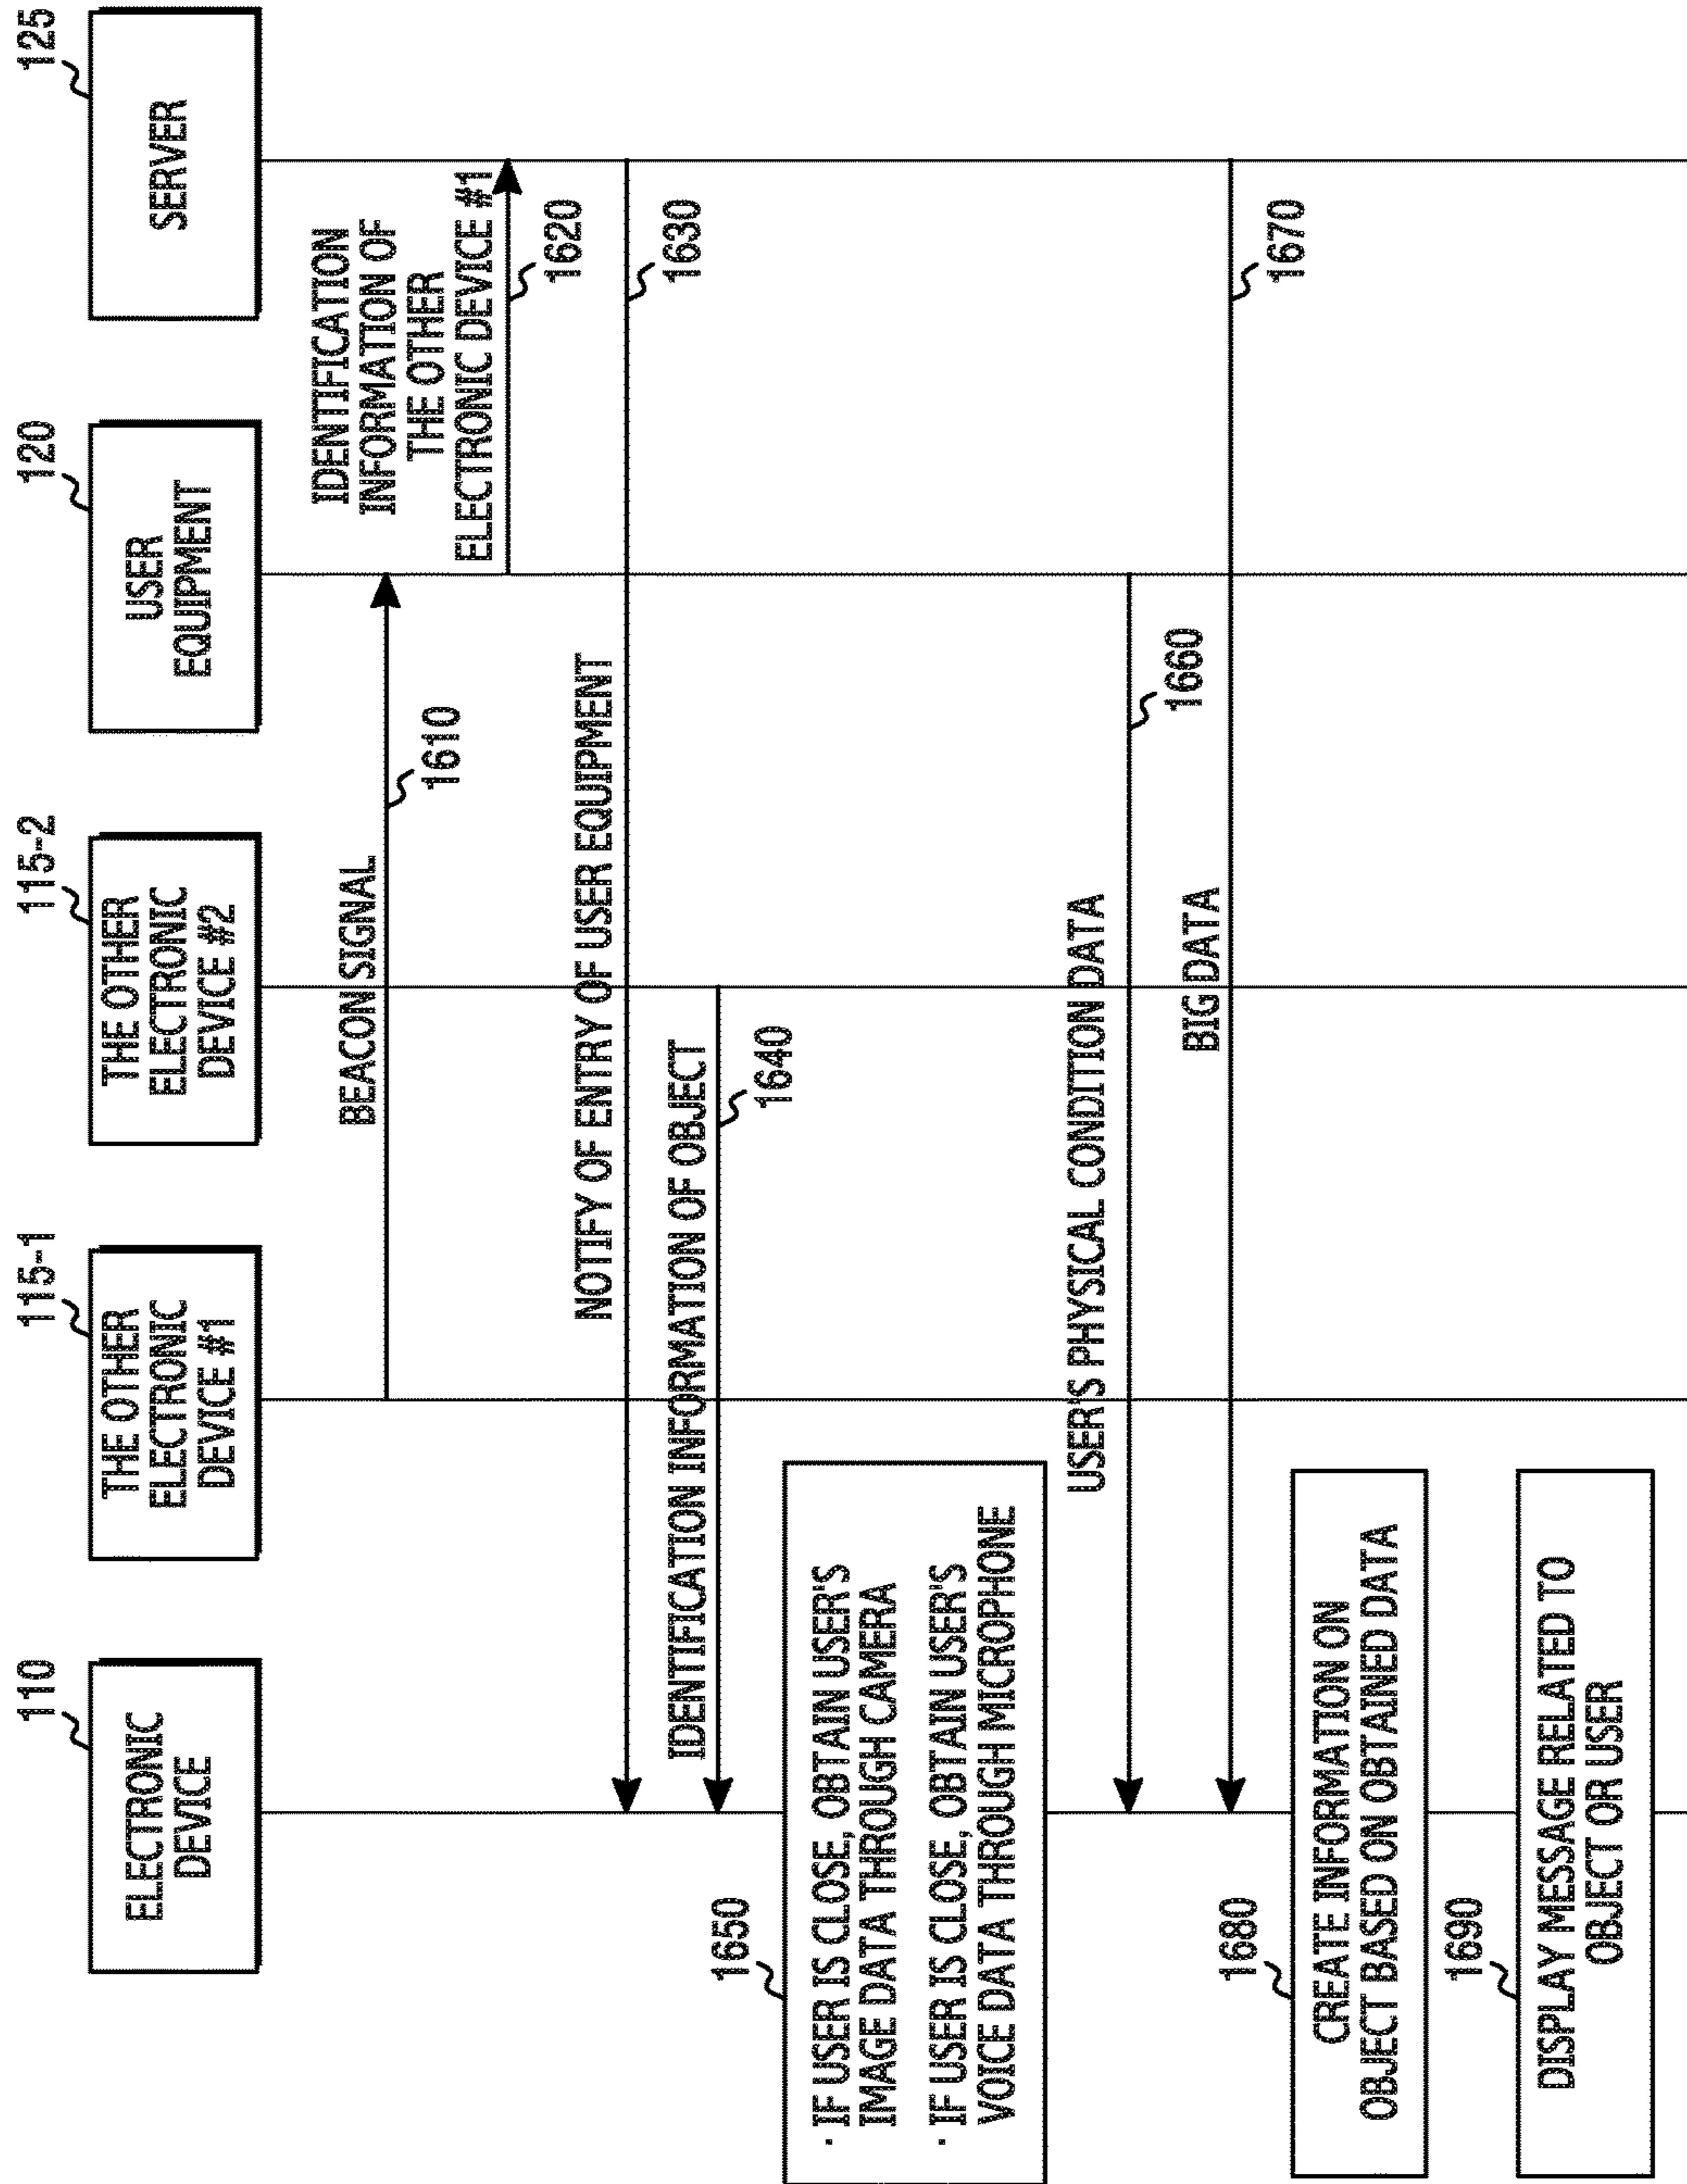 110
ELECTRONIC
DEVICE
115-1
THE OTHER
ELECTRONIC
DEVICE #1
115-2
THE OTHER
ELECTRONIC
DEVICE #2
120
USER
EQUIPMENT
125
SERVER
BEACON SIGNAL
1610
IDENTIFICATION
INFORMATION OF
THE OTHER
ELECTRONIC DEVICE #1
1620
NOTIFY OF ENTRY OF USER EQUIPMENT
1630
IDENTIFICATION INFORMATION OF OBJECT
1640
1650
· IF USER IS CLOSE, OBTAIN USER'S
IMAGE DATA THROUGH CAMERA
· IF USER IS CLOSE, OBTAIN USER'S
VOICE DATA THROUGH MICROPHONE
USER'S PHYSICAL CONDITION DATA
1660
BIG DATA
1670
1680
CREATE INFORMATION ON
OBJECT BASED ON OBTAINED DATA
1690
DISPLAY MESSAGE RELATED TO
OBJECT OR USER